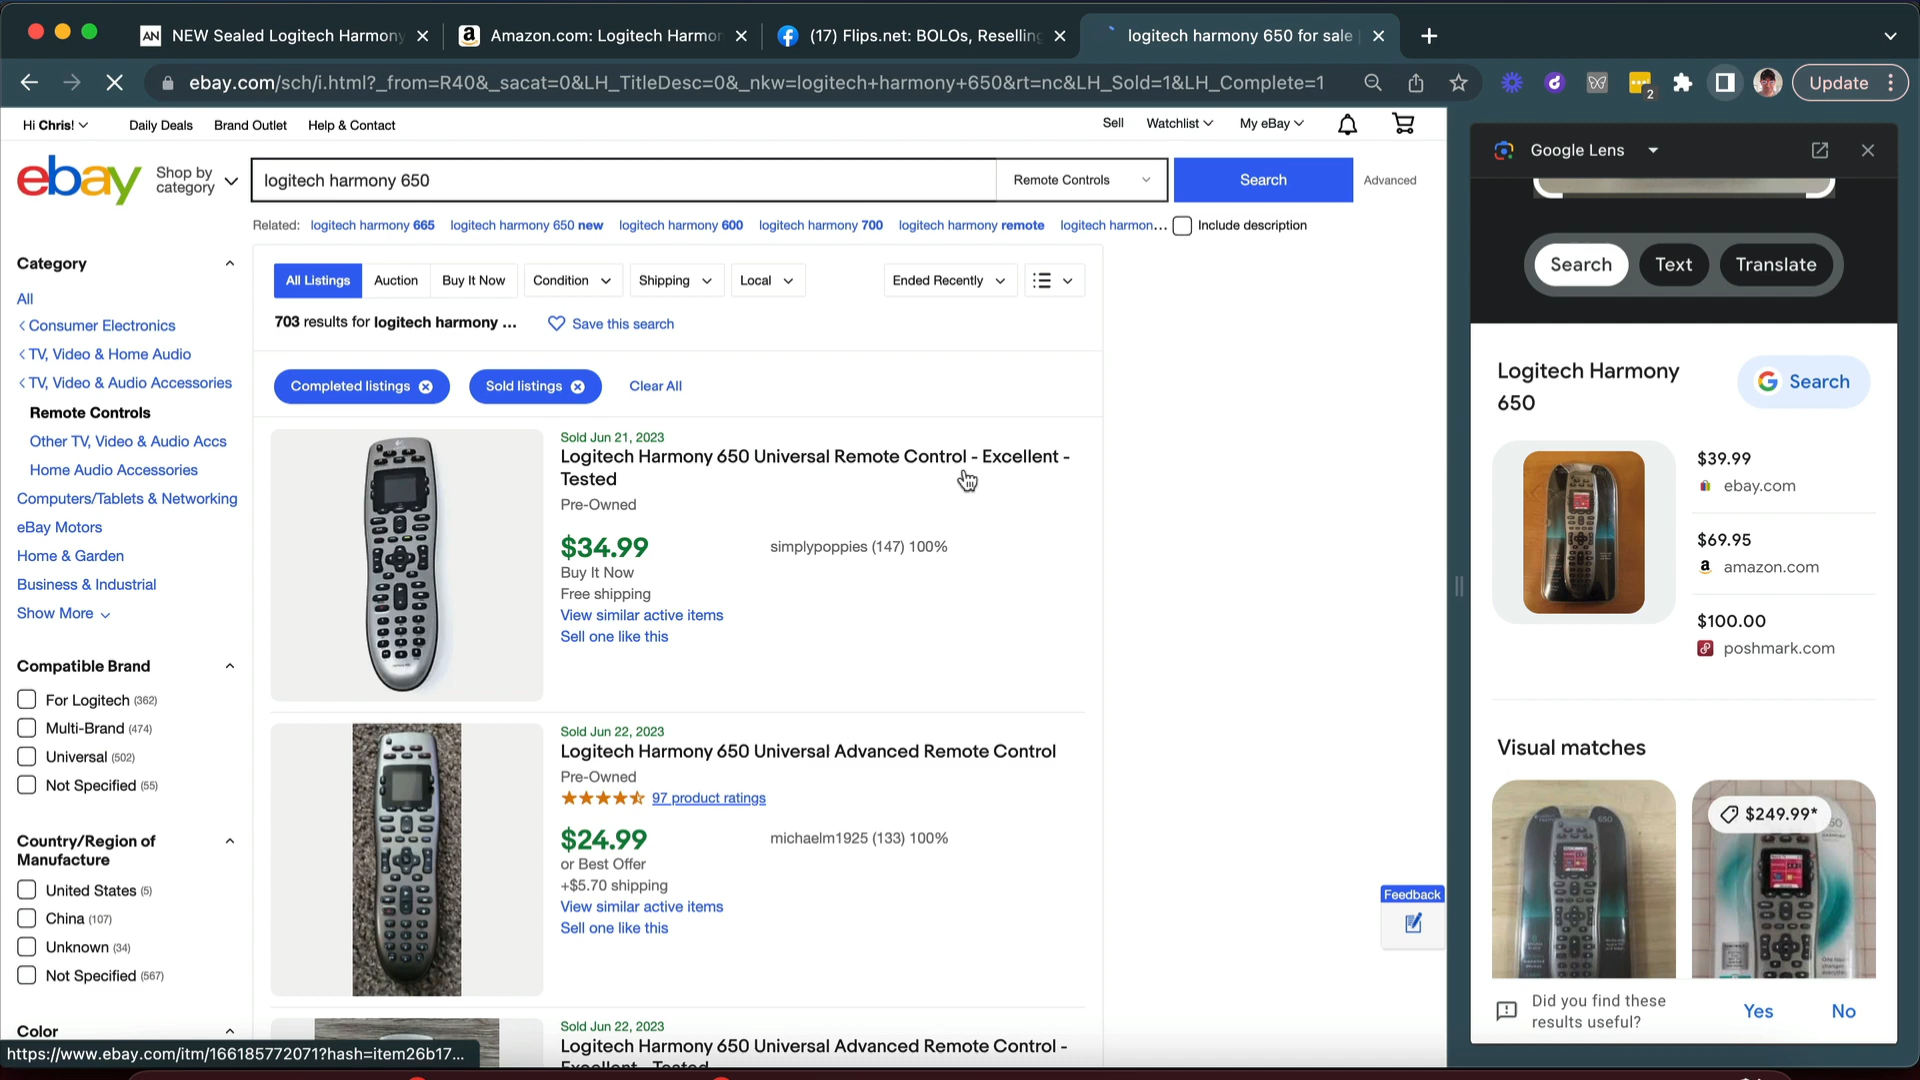 NEW Sealed Logitech Harmony
Amazon.com: Logitech Harmon
(17) Flips.net: BOLOs, Reselling
logitech harmony 650 for sale |
ebay.com/sch/i.html?_from=R40&_sacat=0&LH_TitleDesc=0&_nkw=logitech+harmony+650&rt=nc&LH_Sold=1&LH_Complete=1
2
Update
Hi Chris!
Daily Deals
Brand Outlet
Help & Contact
Sell
Watchlist
My eBay
ebay
Shop by
category
logitech harmony 650
Remote Controls
Search
Advanced
Related:
logitech harmony 665
logitech harmony 650 new
logitech harmony 600
logitech harmony 700
logitech harmony remote
logitech harmon...
Include description
Category
All
Consumer Electronics
TV, Video & Home Audio
TV, Video & Audio Accessories
Remote Controls
Other TV, Video & Audio Accs
Home Audio Accessories
Computers/Tablets & Networking
eBay Motors
Home & Garden
Business & Industrial
Show More
Compatible Brand
For Logitech (362)
Multi-Brand (474)
Universal (502)
Not Specified (55)
Country/Region of
Manufacture
United States (5)
China (107)
Unknown (34)
Not Specified (567)
Color
https://www.ebay.com/itm/166185772071?hash=item26b17...
All Listings
Auction
Buy It Now
Condition
Shipping
Local
Ended Recently
703 results for logitech harmony ...
Save this search
Completed listings
Sold listings
Clear All
Sold Jun 21, 2023
Logitech Harmony 650 Universal Remote Control - Excellent -
Tested
Pre-Owned
$34.99
simplypoppies (147) 100%
Buy It Now
Free shipping
View similar active items
Sell one like this
Sold Jun 22, 2023
Logitech Harmony 650 Universal Advanced Remote Control
Pre-Owned
97 product ratings
$24.99
michaelm1925 (133) 100%
or Best Offer
+$5.70 shipping
View similar active items
Sell one like this
Sold Jun 22, 2023
Logitech Harmony 650 Universal Advanced Remote Control -
Excellent - Tested
Feedback
Google Lens
Search
Text
Translate
Logitech Harmony
650
Search
$39.99
ebay.com
$69.95
amazon.com
$100.00
poshmark.com
Visual matches
$249.99*
Did you find these
results useful?
Yes
No